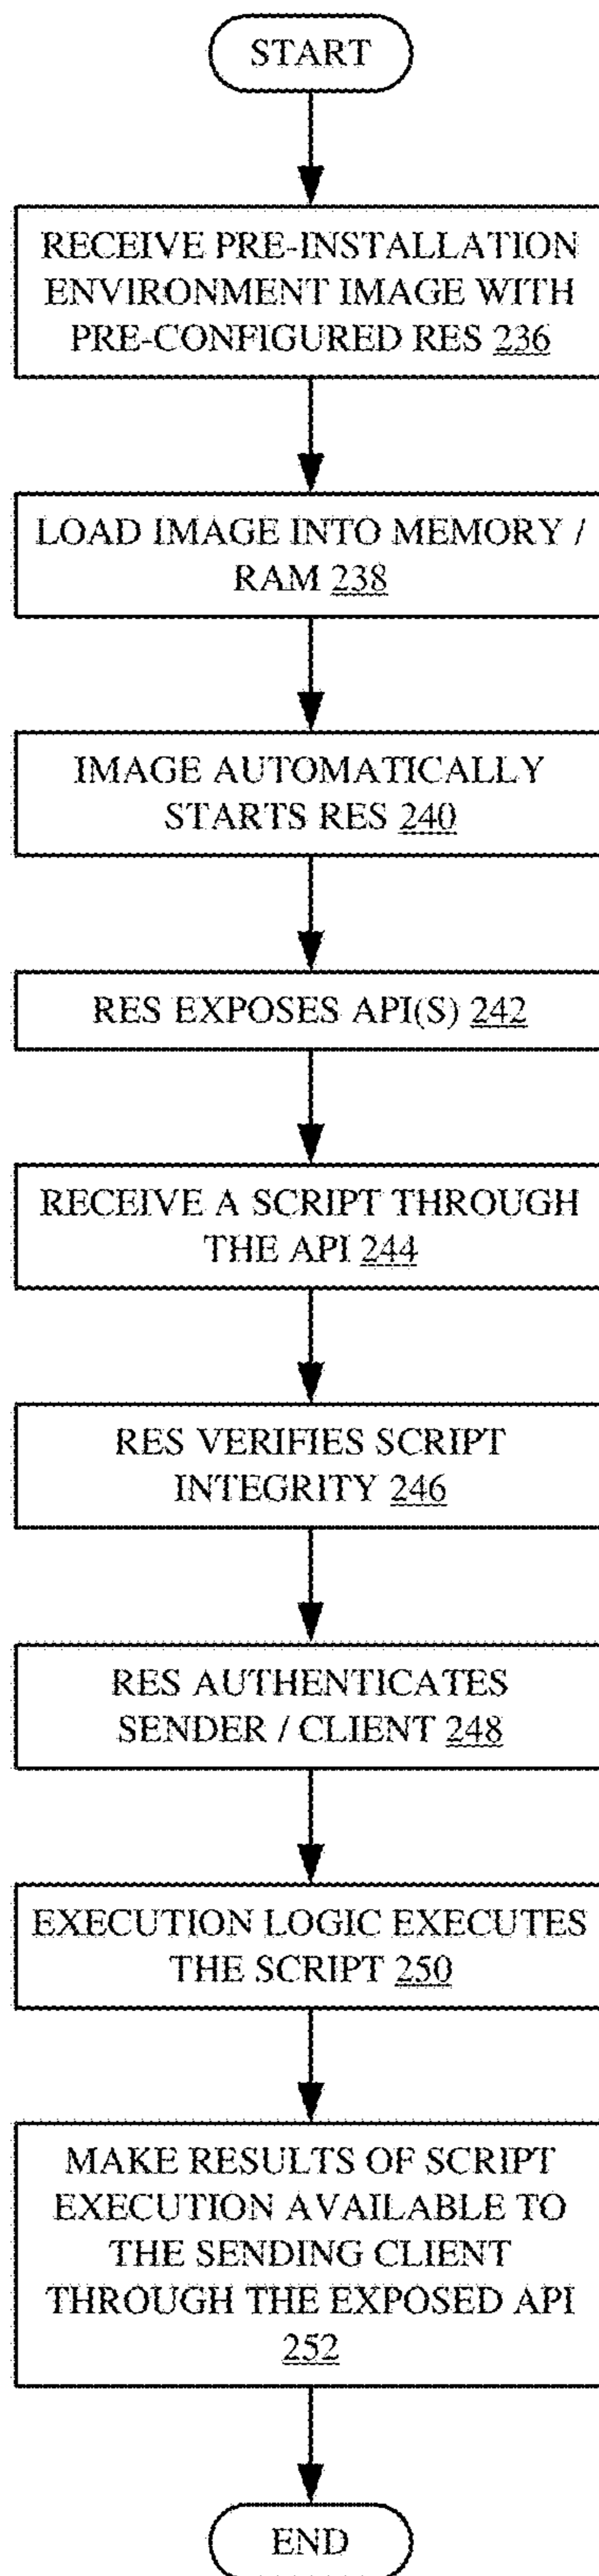 START
RECEIVE PRE-INSTALLATION
ENVIRONMENT IMAGE WITH
PRE-CONFIGURED RES 236
LOAD IMAGE INTO MEMORY /
RAM 238
IMAGE AUTOMATICALLY
STARTS RES 240
RES EXPOSES API(S) 242
RECEIVE A SCRIPT THROUGH
THE API 244
RES VERIFIES SCRIPT
INTEGRITY 246
RES AUTHENTICATES
SENDER / CLIENT 248
EXECUTION LOGIC EXECUTES
THE SCRIPT 250
MAKE RESULTS OF SCRIPT
EXECUTION AVAILABLE TO
THE SENDING CLIENT
THROUGH THE EXPOSED API
252
END